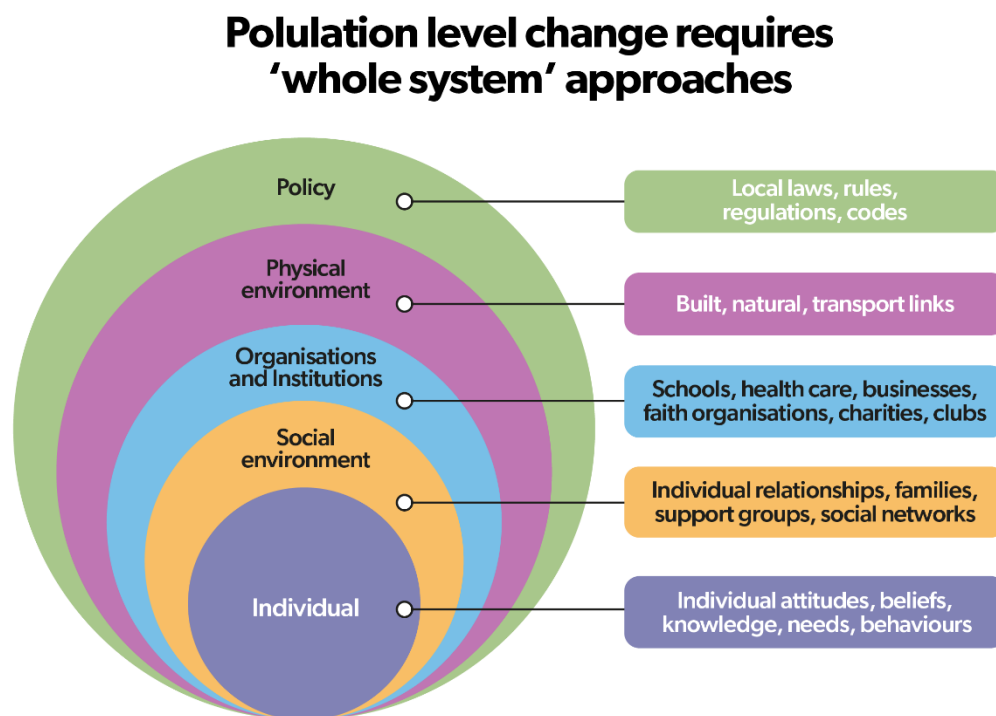 Polulation level change requires
‘whole system’ approaches
Policy
Local laws, rules,
regulations, codes
Physical
environment
Built, natural, transport links
Organisations
and Institutions
Schools, health care, businesses,
faith organisations, charities, clubs
Social
environment
Individual relationships, families,
support groups, social networks
Individual
Individual attitudes, beliefs,
knowledge, needs, behaviours